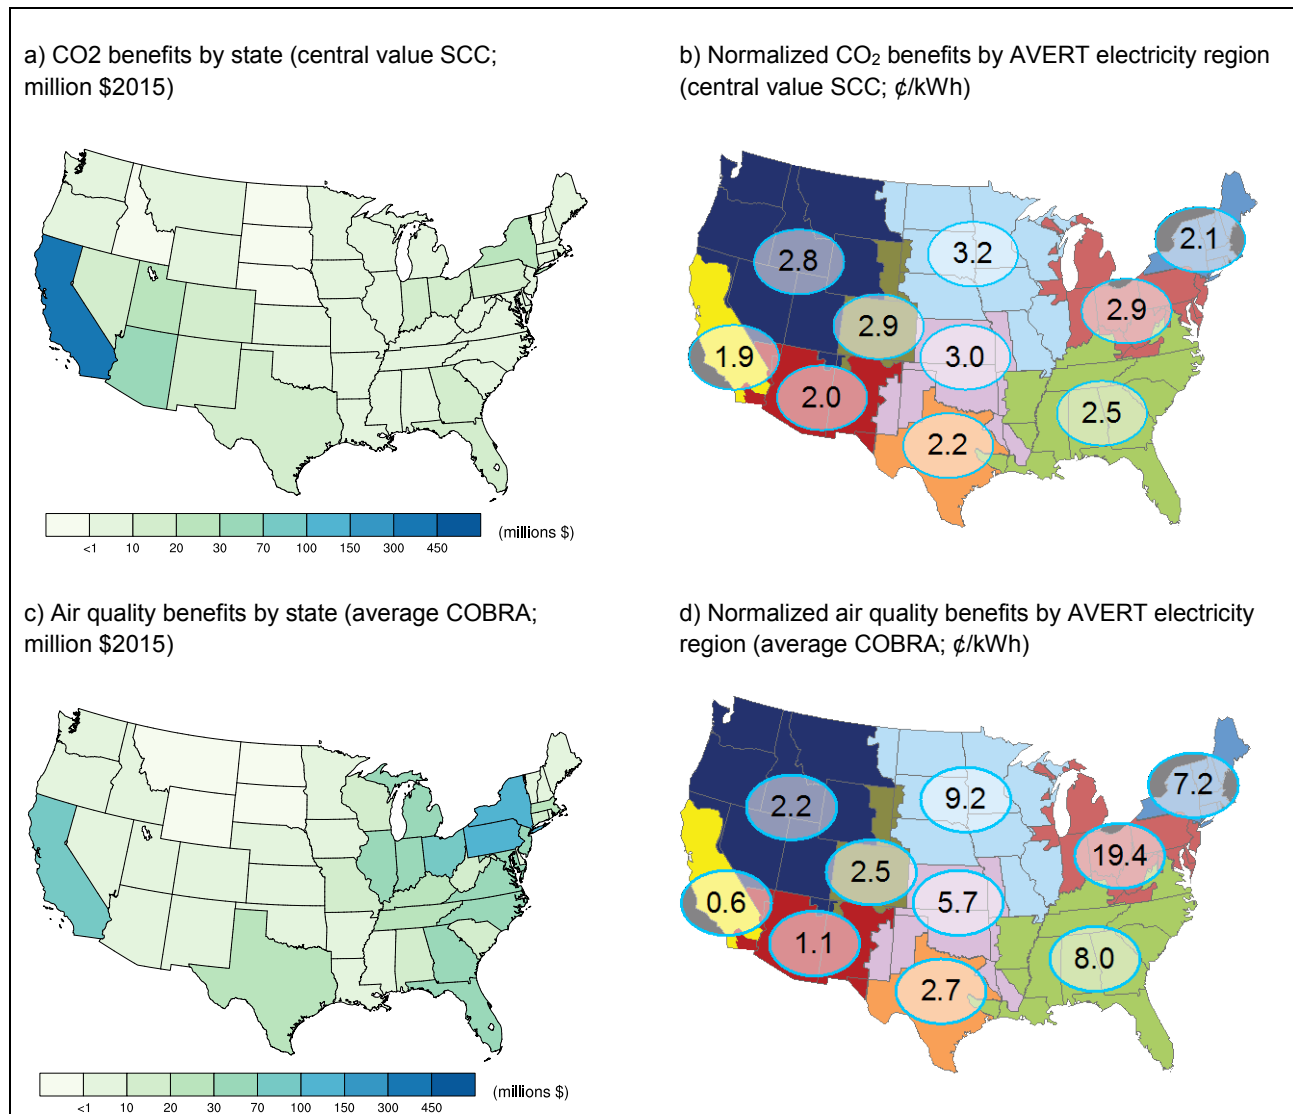 a) CO2 benefits by state (central value SCC;
million $2015)
b) Normalized CO₂ benefits by AVERT electricity region
(central value SCC; ¢/kWh)
2.8
3.2
2.1
2.9
2.9
1.9
3.0
2.0
2.5
2.2
(millions $)
<1 10 20 30 70 100 150 300 450
c) Air quality benefits by state (average COBRA;
million $2015)
d) Normalized air quality benefits by AVERT electricity
region (average COBRA; ¢/kWh)
2.2
9.2
7.2
19.4
2.5
0.6
5.7
1.1
8.0
2.7
(millions $)
<1 10 20 30 70 100 150 300 450